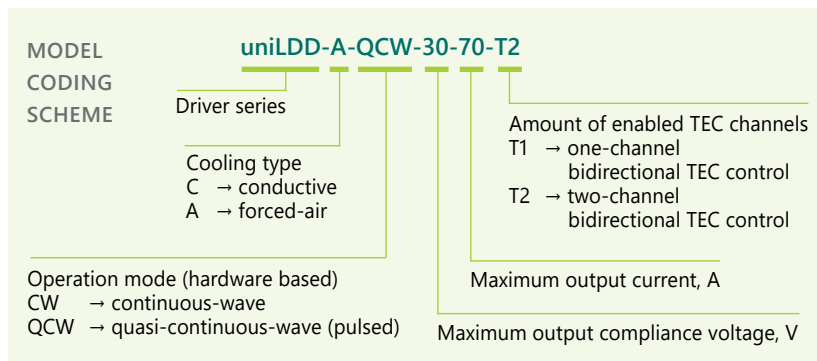 MODEL
CODING
SCHEME
uniLDD-A-QCW-30-70-T2
Driver series
Cooling type
C → conductive
A → forced-air
Operation mode (hardware based)
CW → continuous-wave
QCW → quasi-continuous-wave (pulsed)
Amount of enabled TEC channels
T1 → one-channel
bidirectional TEC control
T2 → two-channel
bidirectional TEC control
Maximum output current, A
Maximum output compliance voltage, V